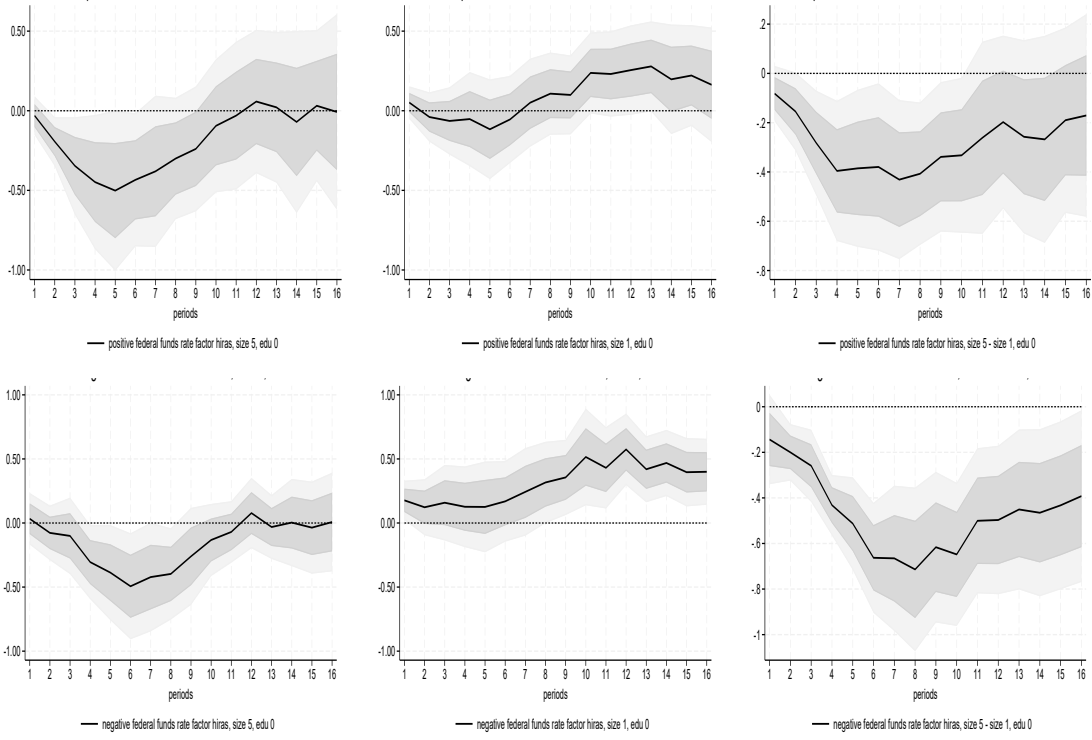 0.50
0.00
-0.50
-1.00
1 2 3 4 5 6 7 8 9 10 11 12 13 14 15 16
periods
positive federal funds rate factor hiras, size 5, edu 0
0.50
0.00
-0.50
-1.00
1 2 3 4 5 6 7 8 9 10 11 12 13 14 15 16
periods
positive federal funds rate factor hiras, size 1, edu 0
.2
0
-.2
-.4
-.6
-.8
1 2 3 4 5 6 7 8 9 10 11 12 13 14 15 16
periods
positive federal funds rate factor hiras, size 5 - size 1, edu 0
1.00
0.50
0.00
-0.50
-1.00
1 2 3 4 5 6 7 8 9 10 11 12 13 14 15 16
periods
negative federal funds rate factor hiras, size 5, edu 0
1.00
0.50
0.00
-0.50
-1.00
1 2 3 4 5 6 7 8 9 10 11 12 13 14 15 16
periods
negative federal funds rate factor hiras, size 1, edu 0
0
-.2
-.4
-.6
-.8
-1
1 2 3 4 5 6 7 8 9 10 11 12 13 14 15 16
periods
negative federal funds rate factor hiras, size 5 - size 1, edu 0